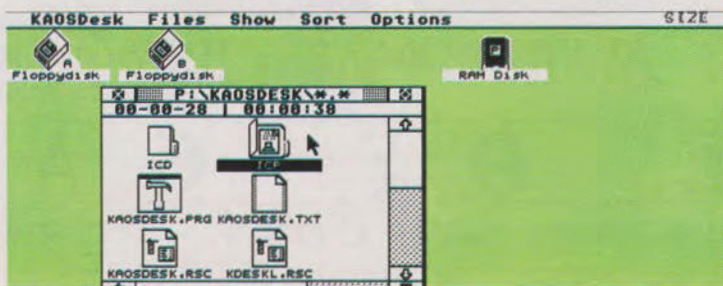 KAOSDesk Files Show Sort Options SIZE
A B
Floppydisk Floppydisk RAM Disk
P:\KAOSDESK\*.*
00-00-28 | 00:00:38
ICD
KAOSDESK.PRG KAOSDESK.TXT
KAOSDESK.RSC KDESKL.RSC